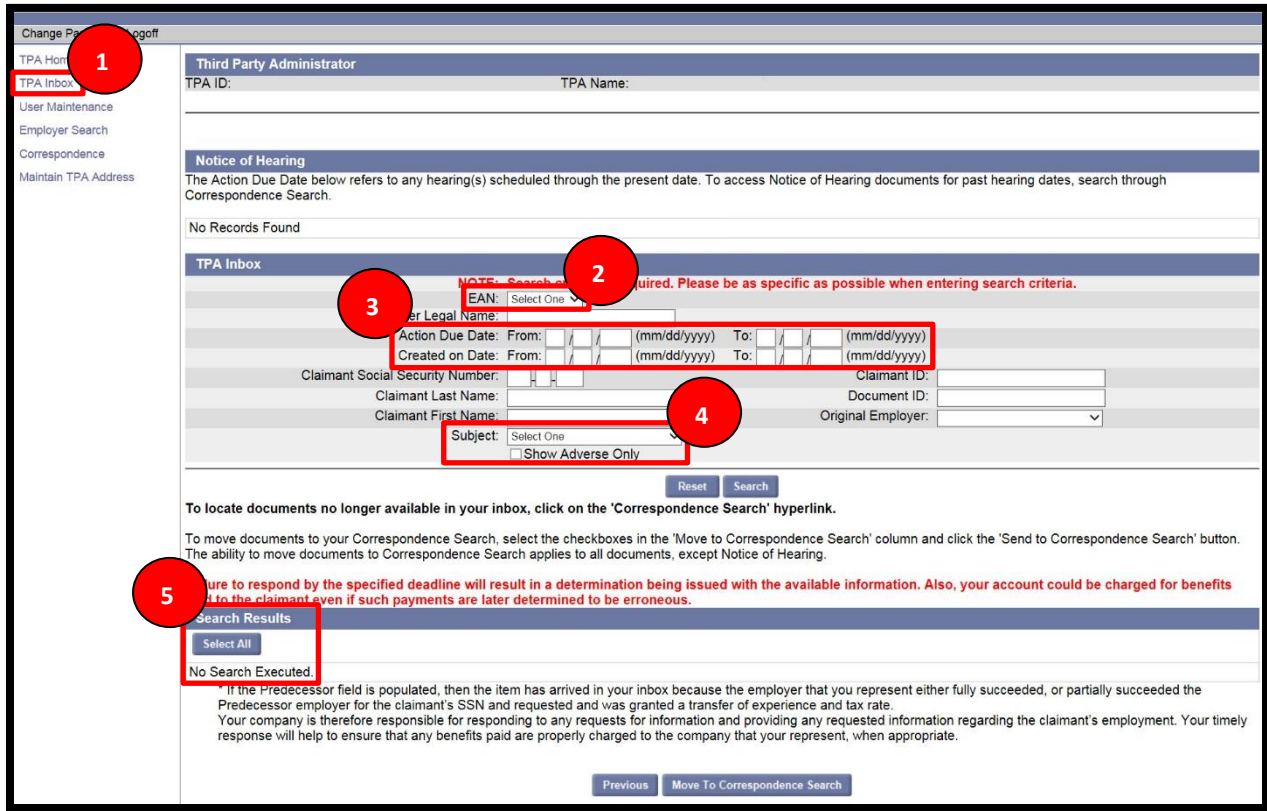 Change Pa ogoff
TPA Hom
TPA Inbox
User Maintenance
Employer Search
Correspondence
Maintain TPA Address
1
Third Party Administrator
TPA ID: TPA Name:
Notice of Hearing
The Action Due Date below refers to any hearing(s) scheduled through the present date. To access Notice of Hearing documents for past hearing dates, search through
Correspondence Search.
No Records Found
TPA Inbox
2
NOTE: Search quired. Please be as specific as possible when entering search criteria.
EAN: Select One
3
er Legal Name:
Action Due Date: From: / / (mm/dd/yyyy) To: / / (mm/dd/yyyy)
Created on Date: From: / / (mm/dd/yyyy) To: / / (mm/dd/yyyy)
Claimant Social Security Number: - - Claimant ID:
Claimant Last Name: Document ID:
Claimant First Name: Original Employer:
4
Subject: Select One
Show Adverse Only
Reset Search
To locate documents no longer available in your inbox, click on the 'Correspondence Search' hyperlink.
To move documents to your Correspondence Search, select the checkboxes in the 'Move to Correspondence Search' column and click the 'Send to Correspondence Search' button.
The ability to move documents to Correspondence Search applies to all documents, except Notice of Hearing.
lure to respond by the specified deadline will result in a determination being issued with the available information. Also, your account could be charged for benefits
d to the claimant even if such payments are later determined to be erroneous.
5
Search Results
Select All
No Search Executed.
* If the Predecessor field is populated, then the item has arrived in your inbox because the employer that you represent either fully succeeded, or partially succeeded the
Predecessor employer for the claimant's SSN and requested and was granted a transfer of experience and tax rate.
Your company is therefore responsible for responding to any requests for information and providing any requested information regarding the claimant's employment. Your timely
response will help to ensure that any benefits paid are properly charged to the company that your represent, when appropriate.
Previous Move To Correspondence Search